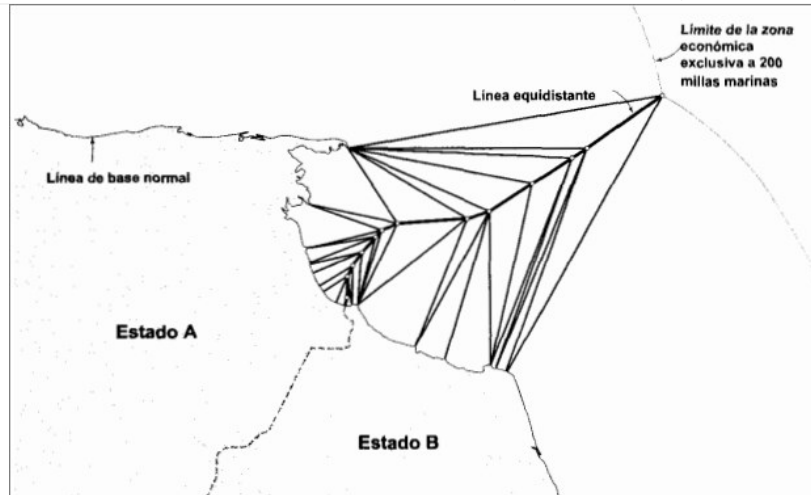 Límite de la zona
económica
exclusiva a 200
millas marinas
Línea equidistante
Línea de base normal
Estado A
Estado B